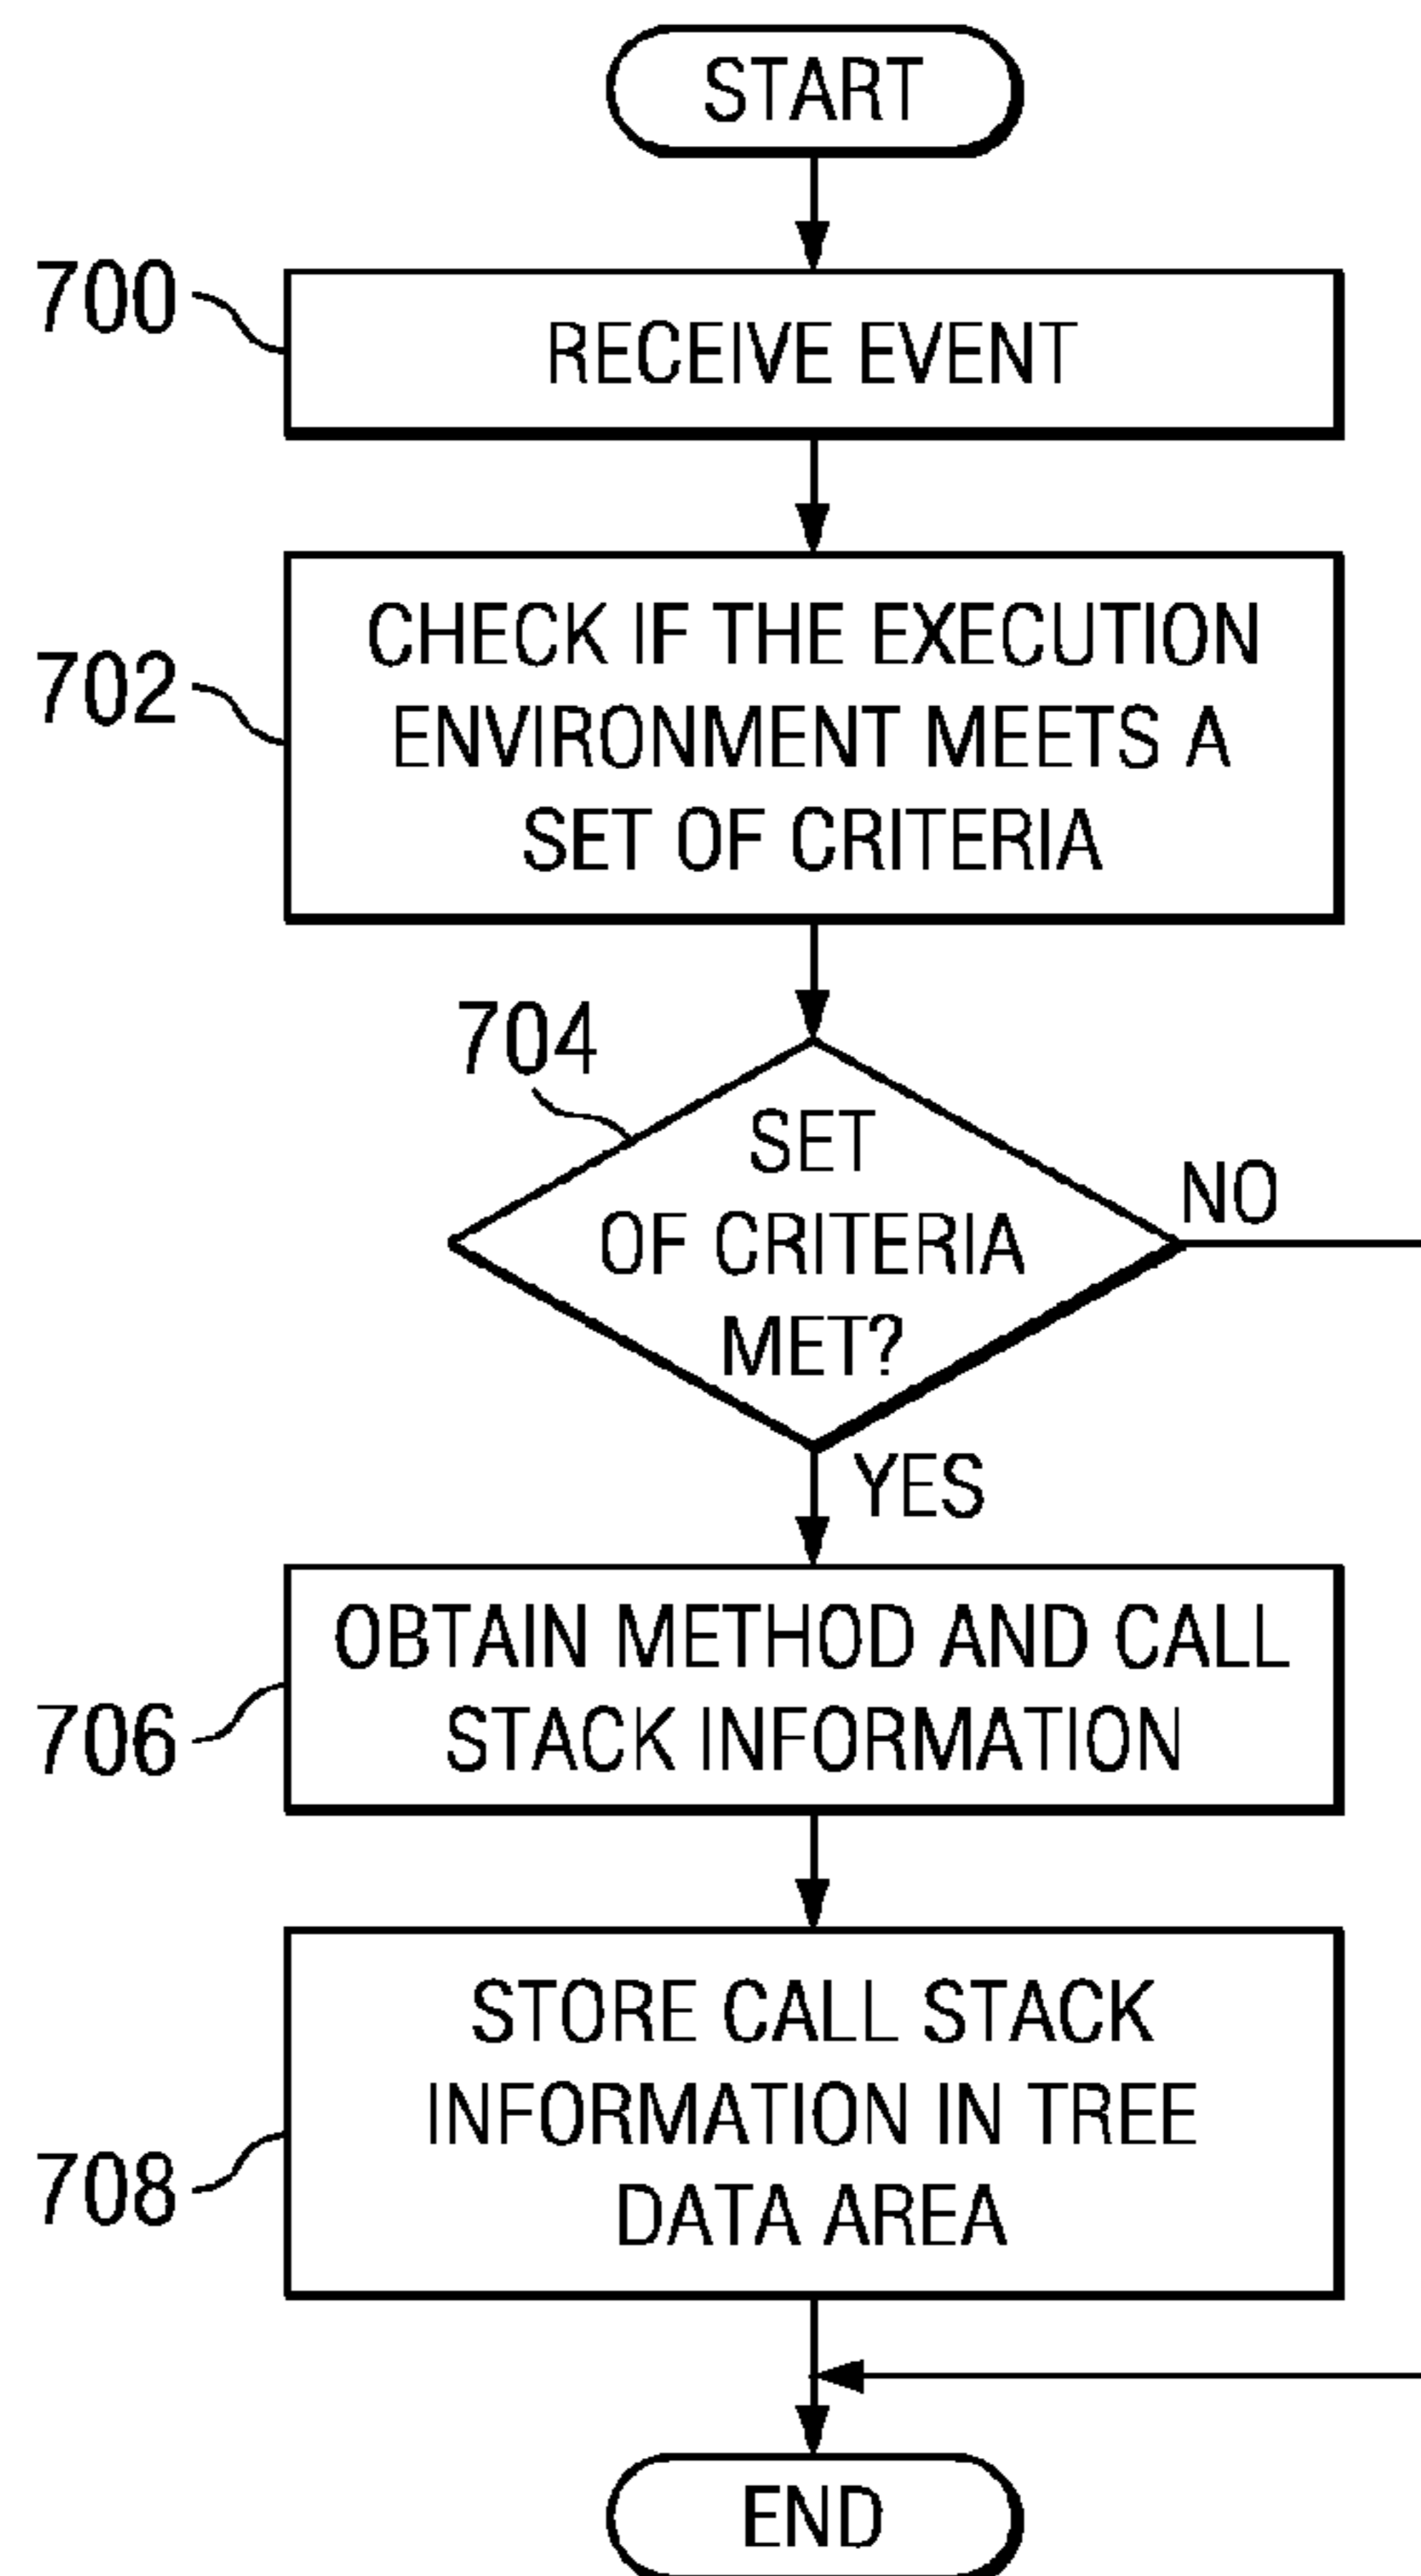 START
700
RECEIVE EVENT
702
CHECK IF THE EXECUTION
ENVIRONMENT MEETS A
SET OF CRITERIA
704
SET
OF CRITERIA
MET?
NO
YES
706
OBTAIN METHOD AND CALL
STACK INFORMATION
708
STORE CALL STACK
INFORMATION IN TREE
DATA AREA
END